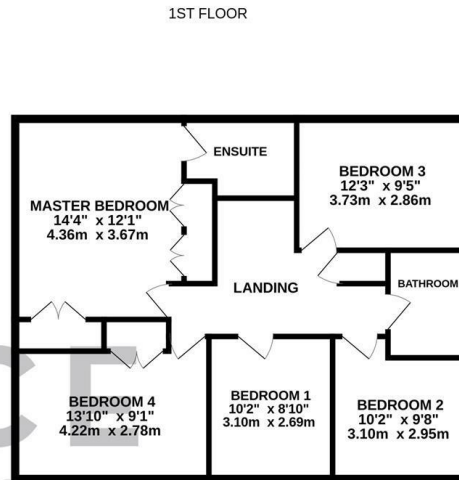 1ST FLOOR
ENSUITE
MASTER BEDROOM
14'4" x 12'1"
4.36m x 3.67m
BEDROOM 3
12'3" x 9'5"
3.73m x 2.86m
LANDING
BATHROOM
BEDROOM 4
13'10" x 9'1"
4.22m x 2.78m
BEDROOM 1
10'2" x 8'10"
3.10m x 2.69m
BEDROOM 2
10'2" x 9'8"
3.10m x 2.95m
CE